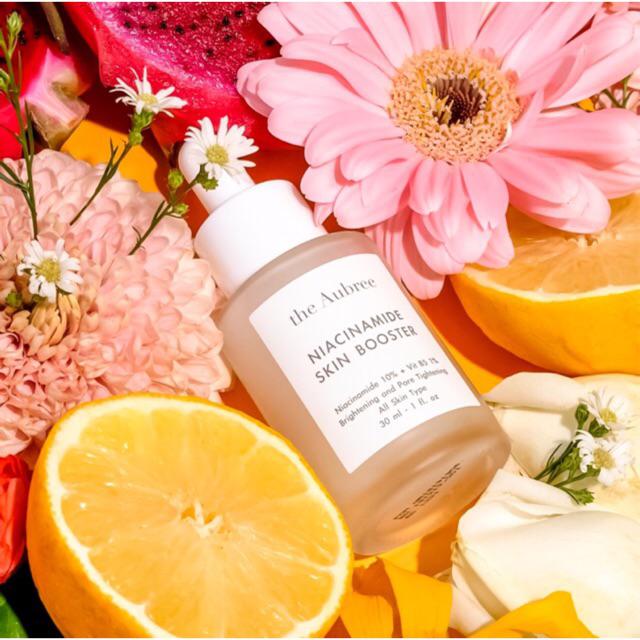 the Aubree
NIACINAMIDE
SKIN BOOSTER
Niacinamide 10% + Vit B5 2%
Brightening and Pore Tightening
All Skin Type
30 ml - 1 fl. oz